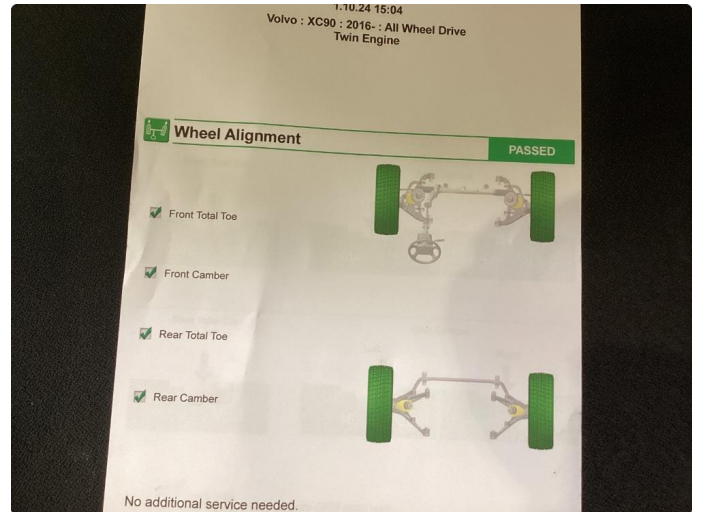 1.10.24 15:04
Volvo : XC90 : 2016- : All Wheel Drive
Twin Engine
Wheel Alignment
PASSED
Front Total Toe
Front Camber
Rear Total Toe
Rear Camber
No additional service needed.